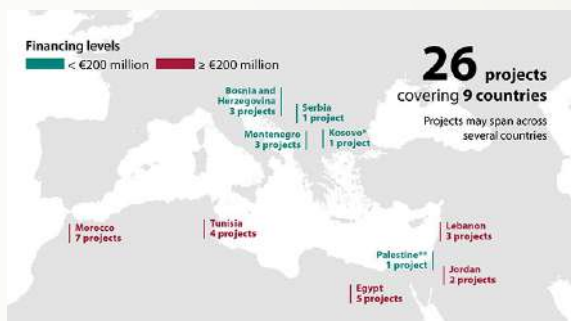 Financing levels
< €200 million
≥ €200 million
26 projects
covering 9 countries
Projects may span across
several countries
Bosnia and
Herzegovina
3 projects
Serbia
1 project
Montenegro
3 projects
Kosovo*
1 project
Morocco
7 projects
Tunisia
4 projects
Lebanon
3 projects
Palestine**
1 project
Jordan
2 projects
Egypt
5 projects